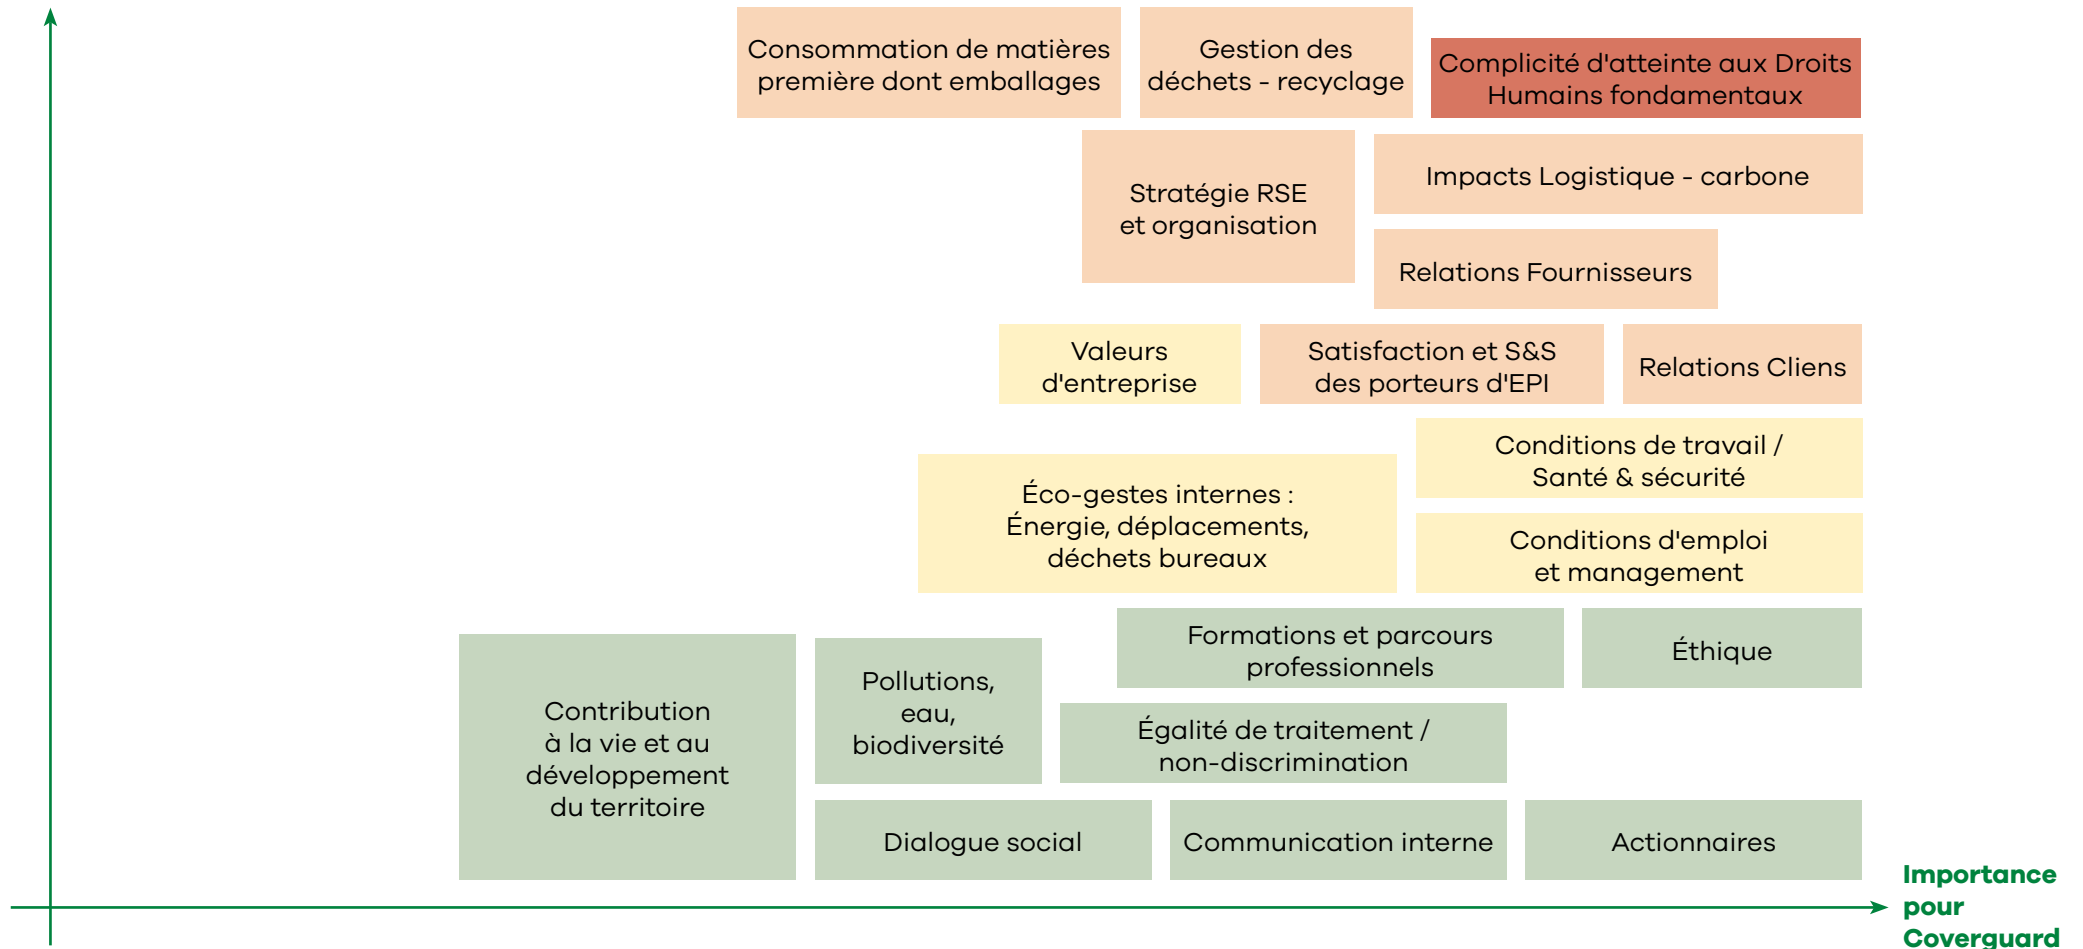 Consommation de matières
première dont emballages
Gestion des
déchets - recyclage
Complicité d'atteinte aux Droits
Humains fondamentaux
Stratégie RSE
et organisation
Impacts Logistique - carbone
Relations Fournisseurs
Valeurs
d'entreprise
Satisfaction et S&S
des porteurs d'EPI
Relations Cliens
Éco-gestes internes :
Énergie, déplacements,
déchets bureaux
Conditions de travail /
Santé & sécurité
Conditions d'emploi
et management
Contribution
à la vie et au
développement
du territoire
Pollutions,
eau,
biodiversité
Formations et parcours
professionnels
Éthique
Égalité de traitement /
non-discrimination
Dialogue social
Communication interne
Actionnaires
Importance
pour
Coverguard